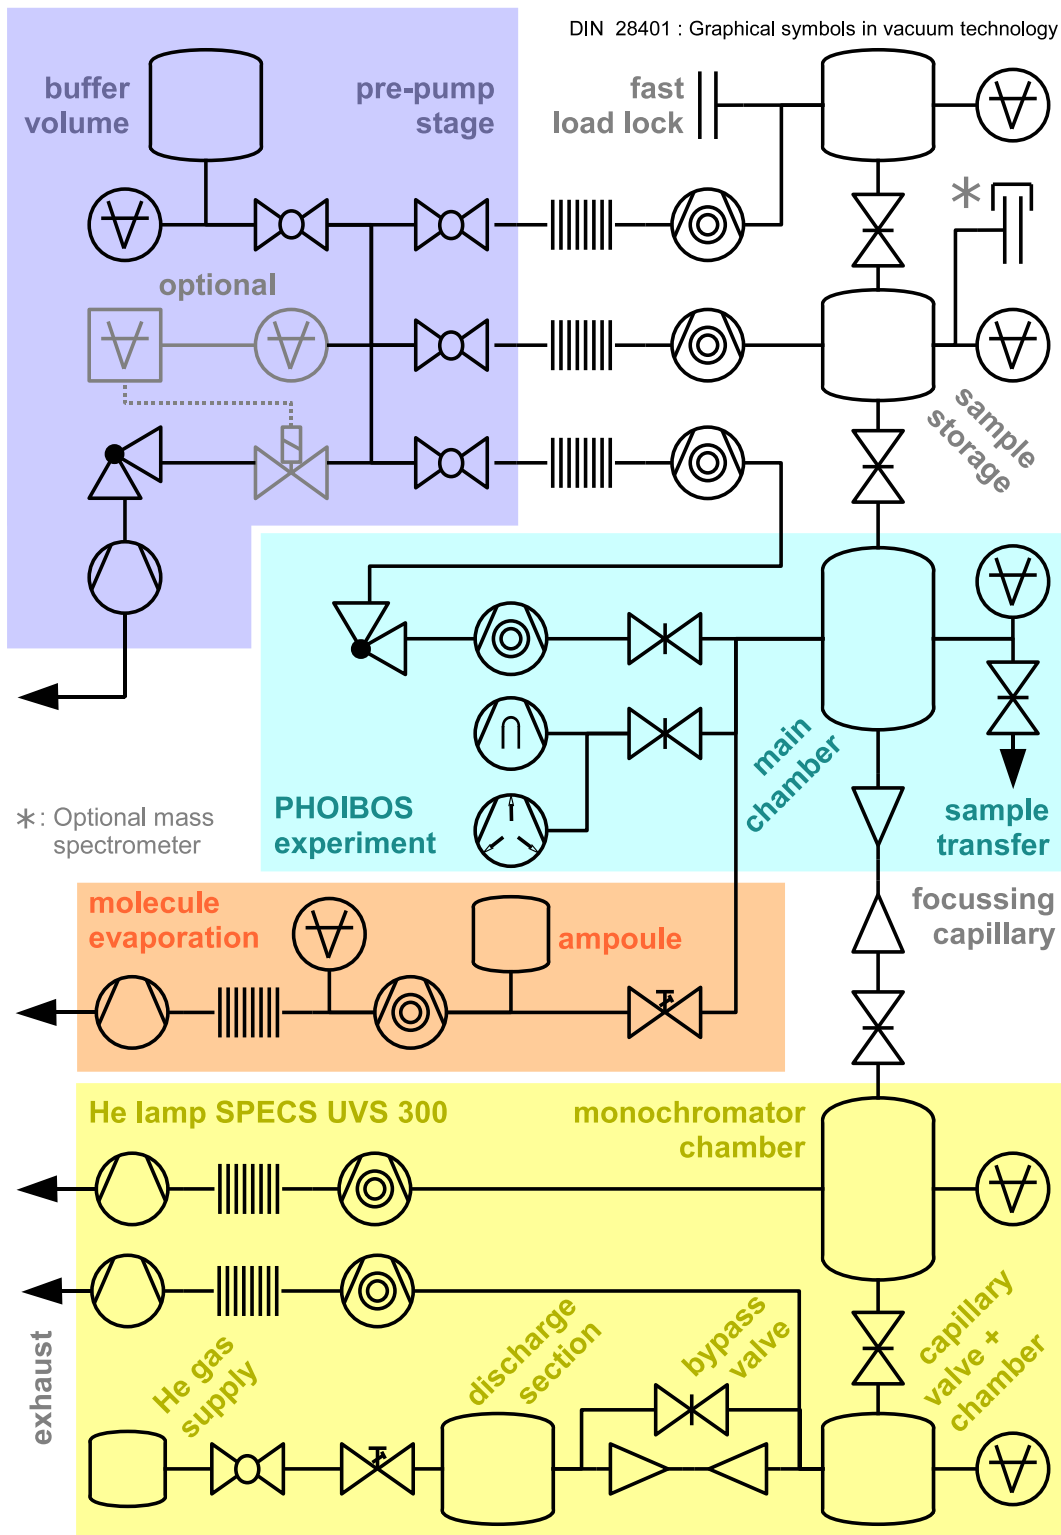 DIN 28401 : Graphical symbols in vacuum technology
buffer
volume
pre-pump
stage
fast
load lock
*
optional
sample
storage
main
chamber
PHOIBOS
experiment
sample
transfer
*: Optional mass
spectrometer
molecule
evaporation
ampoule
focussing
capillary
He lamp SPECS UVS 300
monochromator
chamber
exhaust
He gas
supply
discharge
section
bypass
valve
capillary
valve +
chamber